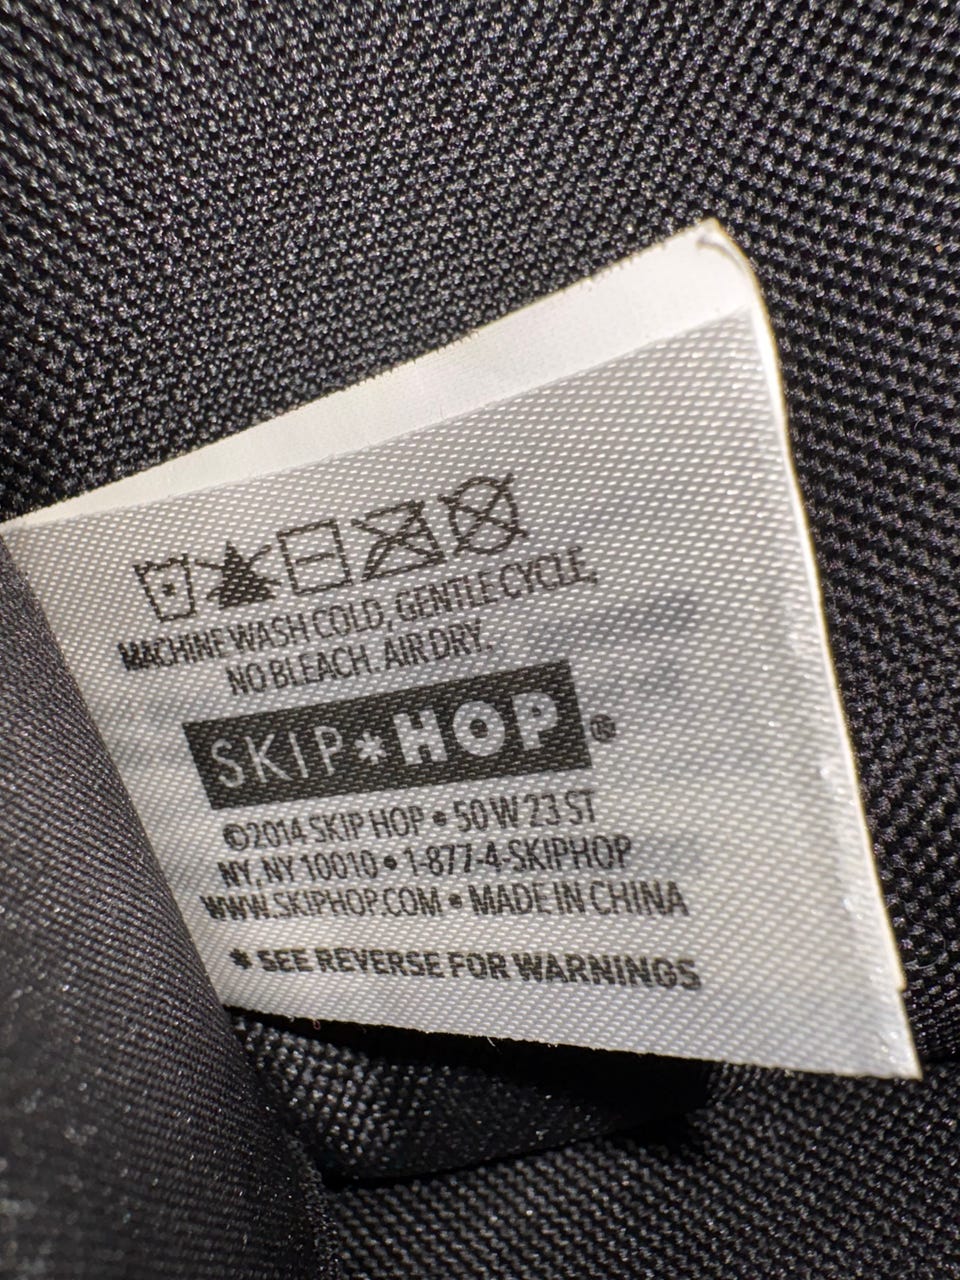 MACHINE WASH COLD, GENTLE CYCLE,
NO BLEACH. AIR DRY.
SKIP*HOP®
©2014 SKIP HOP • 50 W 23 ST
NY, NY 10010 • 1-877-4-SKIPHOP
WWW.SKIPHOP.COM • MADE IN CHINA
* SEE REVERSE FOR WARNINGS